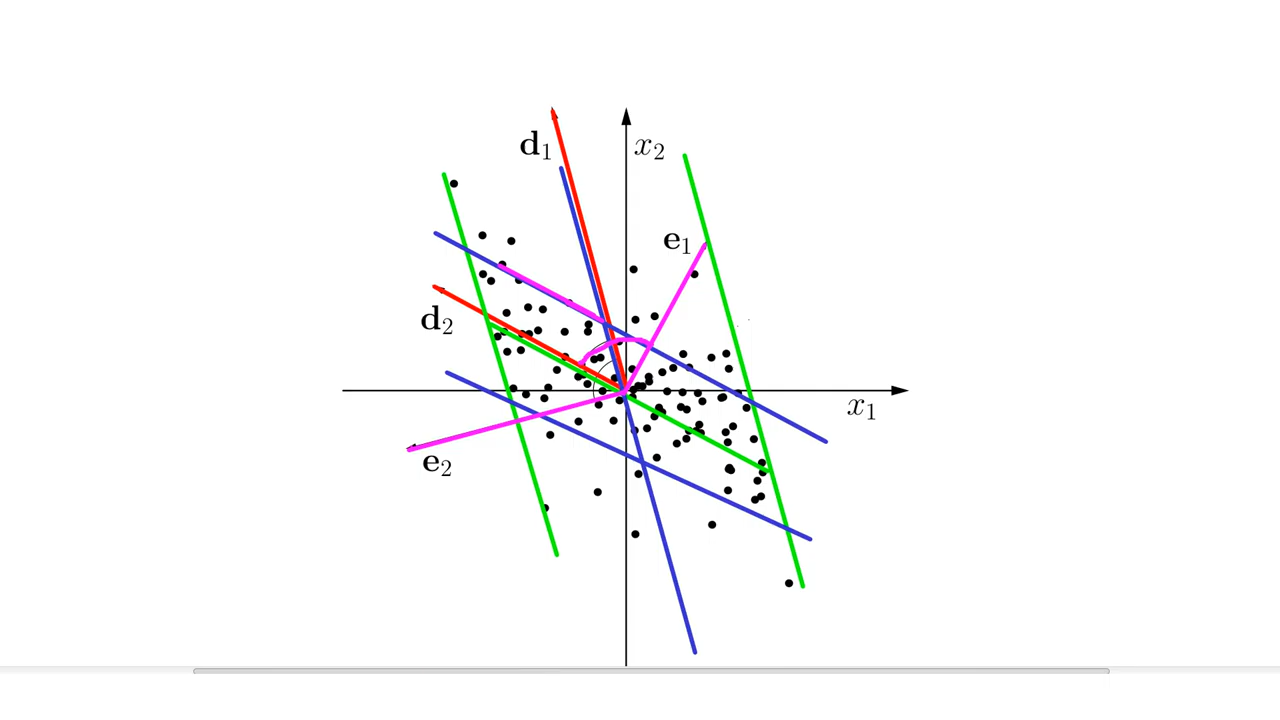 d₁
x₂
e₁
d₂
x₁
e₂